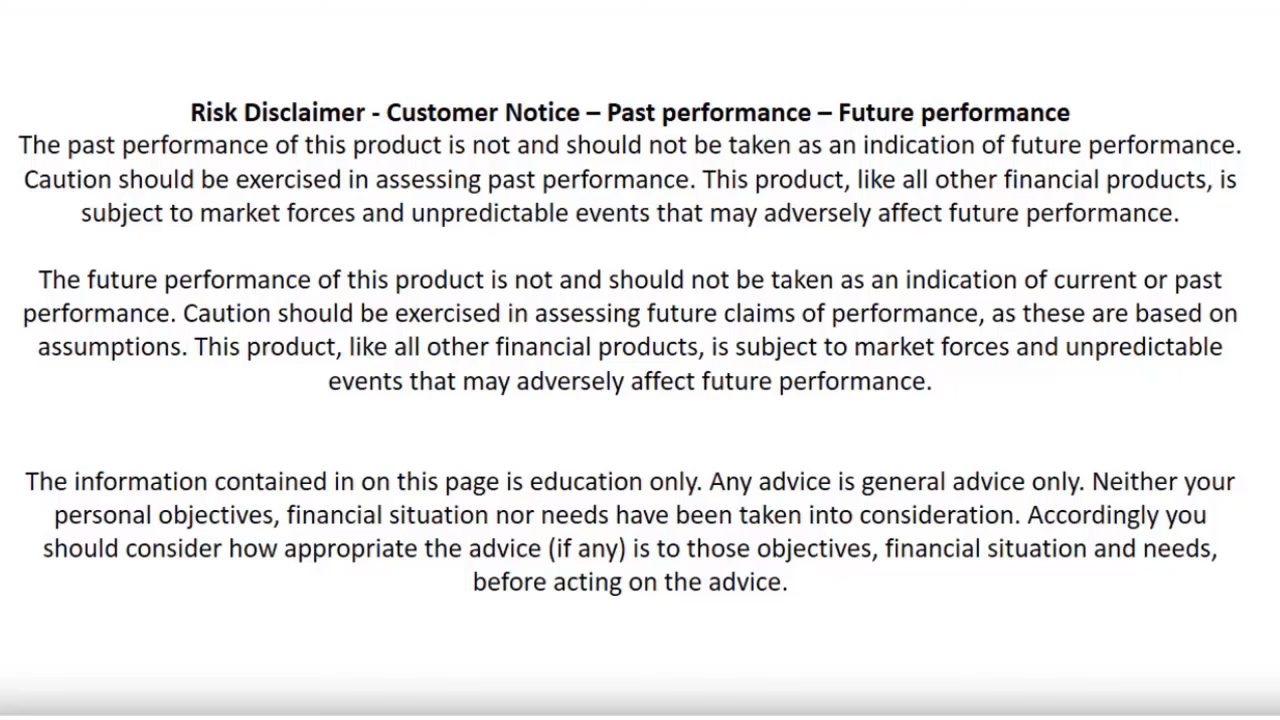 Risk Disclaimer - Customer Notice – Past performance – Future performance
The past performance of this product is not and should not be taken as an indication of future performance.
Caution should be exercised in assessing past performance. This product, like all other financial products, is
subject to market forces and unpredictable events that may adversely affect future performance.
The future performance of this product is not and should not be taken as an indication of current or past
performance. Caution should be exercised in assessing future claims of performance, as these are based on
assumptions. This product, like all other financial products, is subject to market forces and unpredictable
events that may adversely affect future performance.
The information contained in on this page is education only. Any advice is general advice only. Neither your
personal objectives, financial situation nor needs have been taken into consideration. Accordingly you
should consider how appropriate the advice (if any) is to those objectives, financial situation and needs,
before acting on the advice.